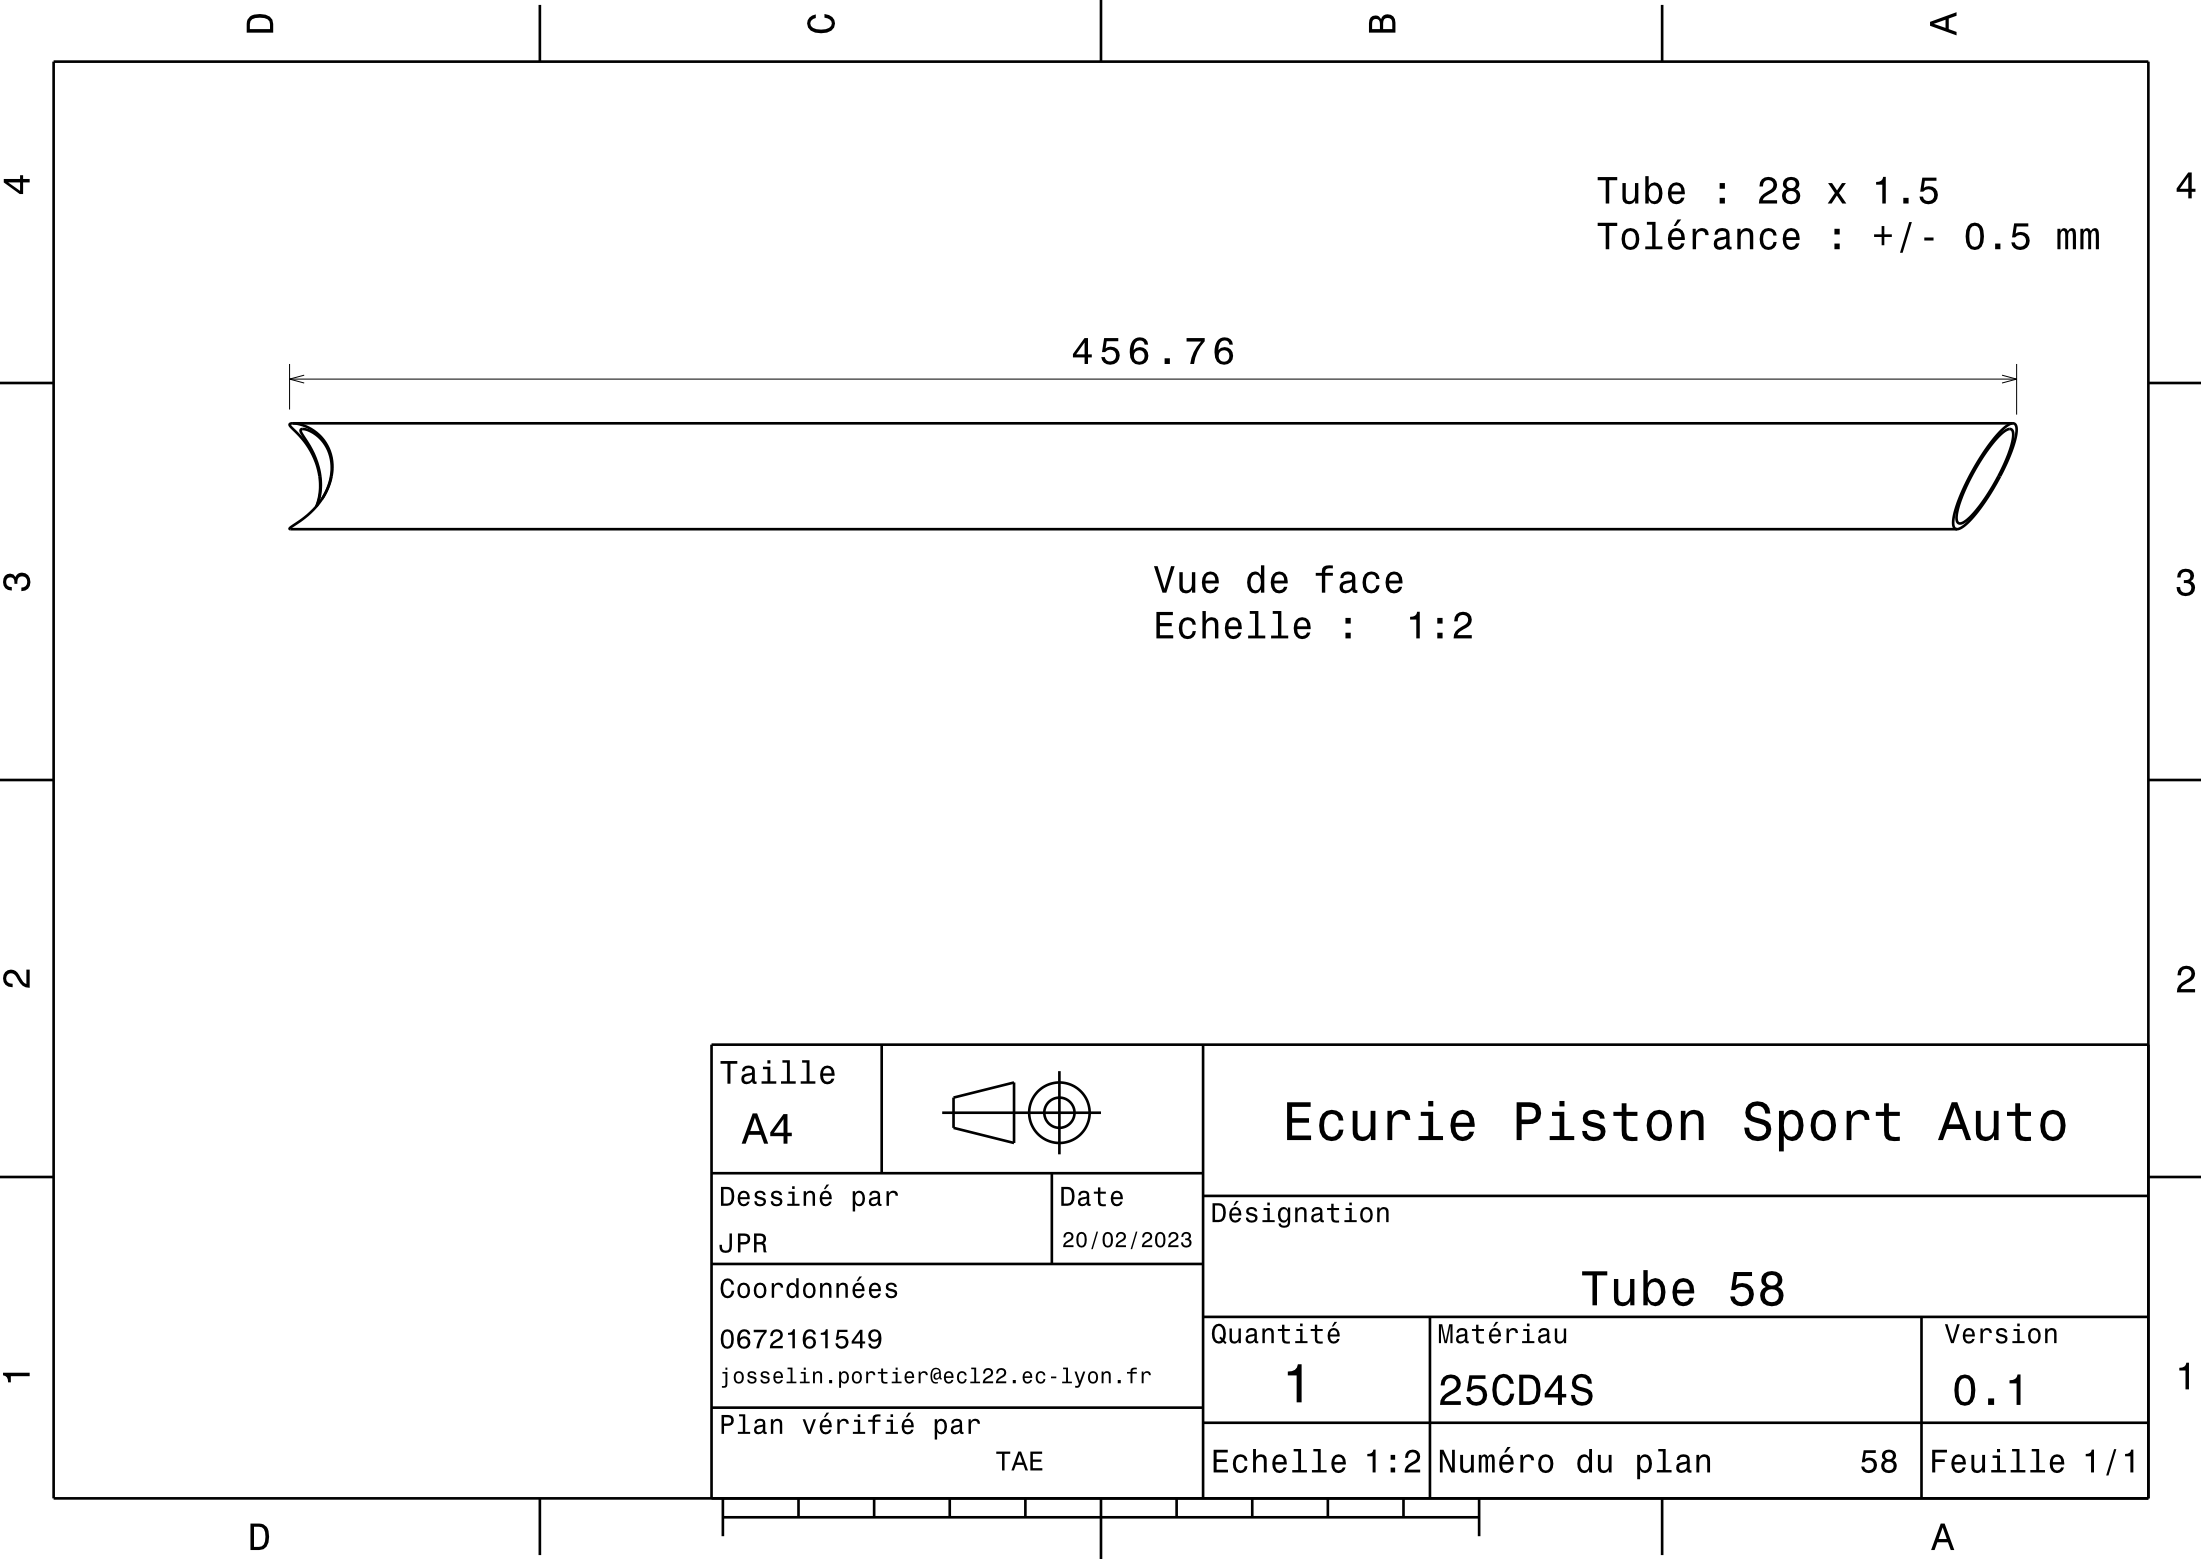 D C B A
4 4
Tube : 28 x 1.5
Tolérance : +/- 0.5 mm
456.76
3 3
Vue de face
Echelle :  1:2
2 2
Taille
A4
Ecurie Piston Sport Auto
Dessiné par
JPR
Date
20/02/2023
Désignation
Tube 58
Coordonnées
0672161549
josselin.portier@ecl22.ec-lyon.fr
Quantité
1
Matériau
25CD4S
Version
0.1
1 1
Plan vérifié par
TAE
Echelle 1:2
Numéro du plan 58
Feuille 1/1
D A